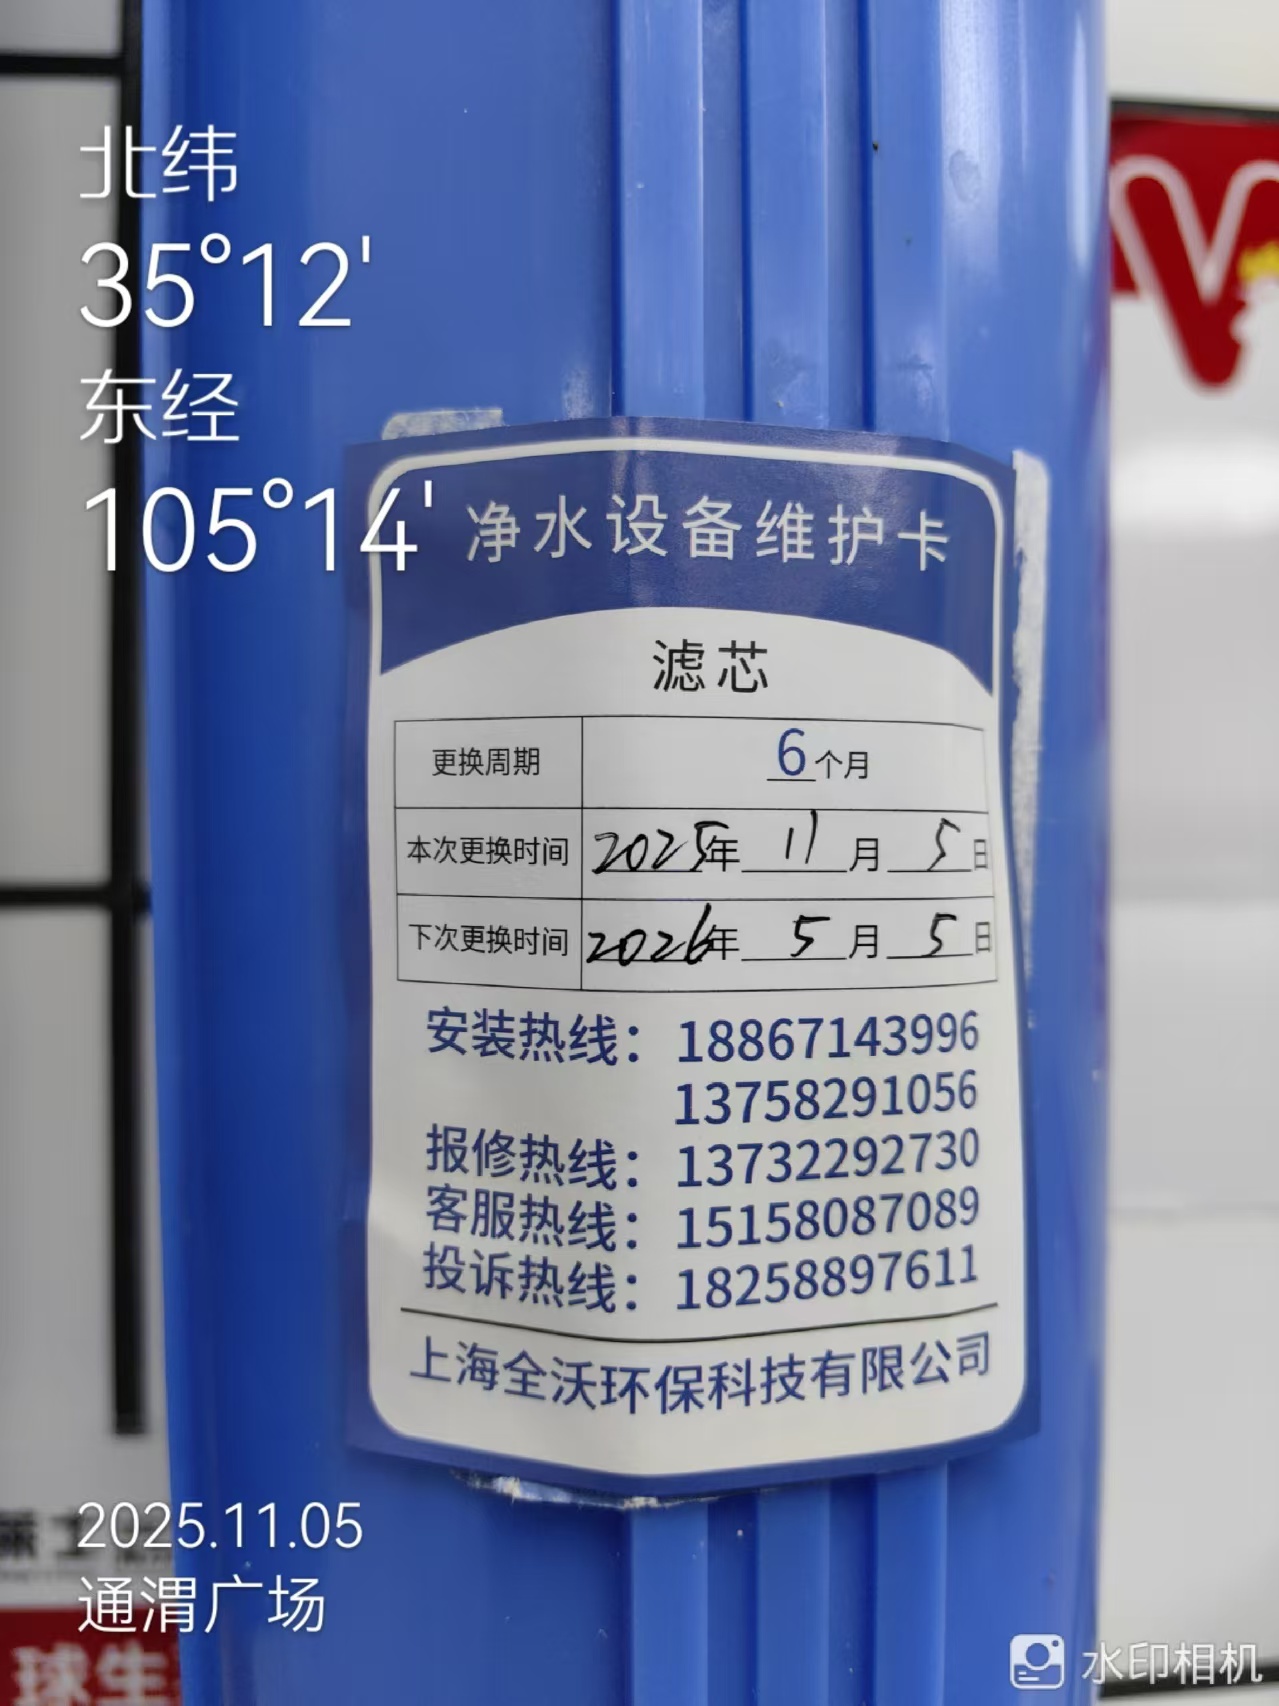 北纬
35°12'
东经
105°14'
净水设备维护卡
滤芯
更换周期 6个月
本次更换时间 2025年 11月 5日
下次更换时间 2026年 5月 5日
安装热线：18867143996
13758291056
报修热线：13732292730
客服热线：15158087089
投诉热线：18258897611
上海全沃环保科技有限公司
2025.11.05
通渭广场
球生
水印相机